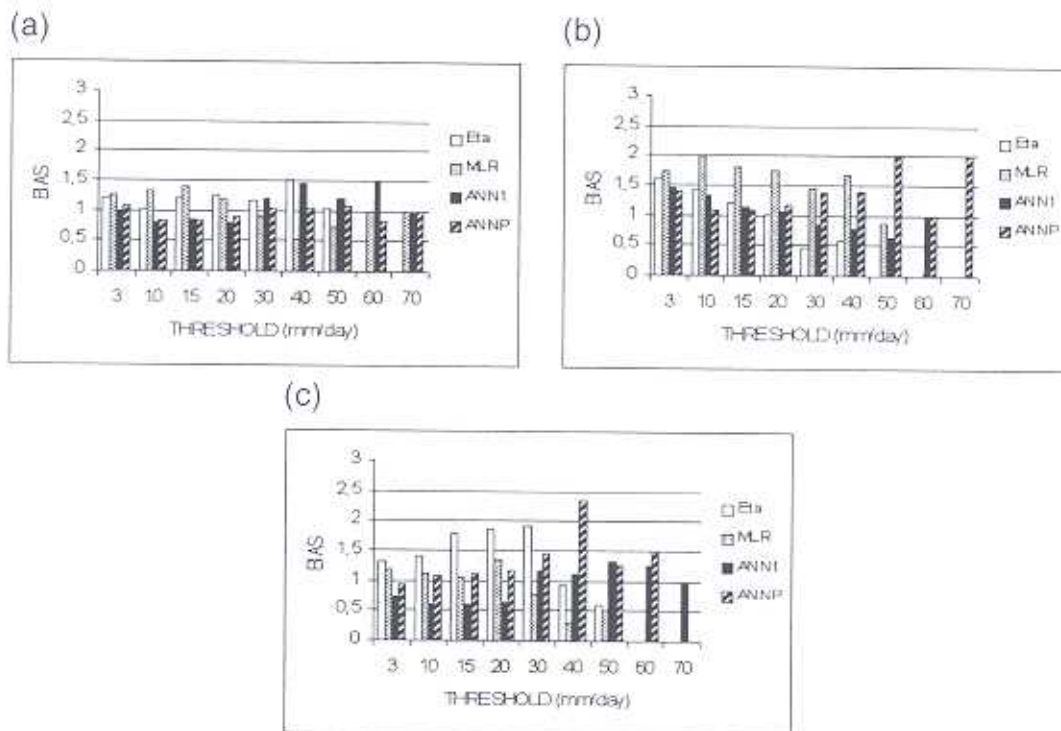 (a)
3
2,5
2
1,5
1
0,5
0
BIAS
3 10 15 20 30 40 50 60 70
THRESHOLD (mm/day)
Eta
MLR
ANN1
ANNP
(b)
3
2,5
2
1,5
1
0,5
0
BIAS
3 10 15 20 30 40 50 60 70
THRESHOLD (mm/day)
Eta
MLR
ANN1
ANNP
(c)
3
2,5
2
1,5
1
0,5
0
BIAS
3 10 15 20 30 40 50 60 70
THRESHOLD (mm/day)
Eta
MLR
ANN1
ANNP